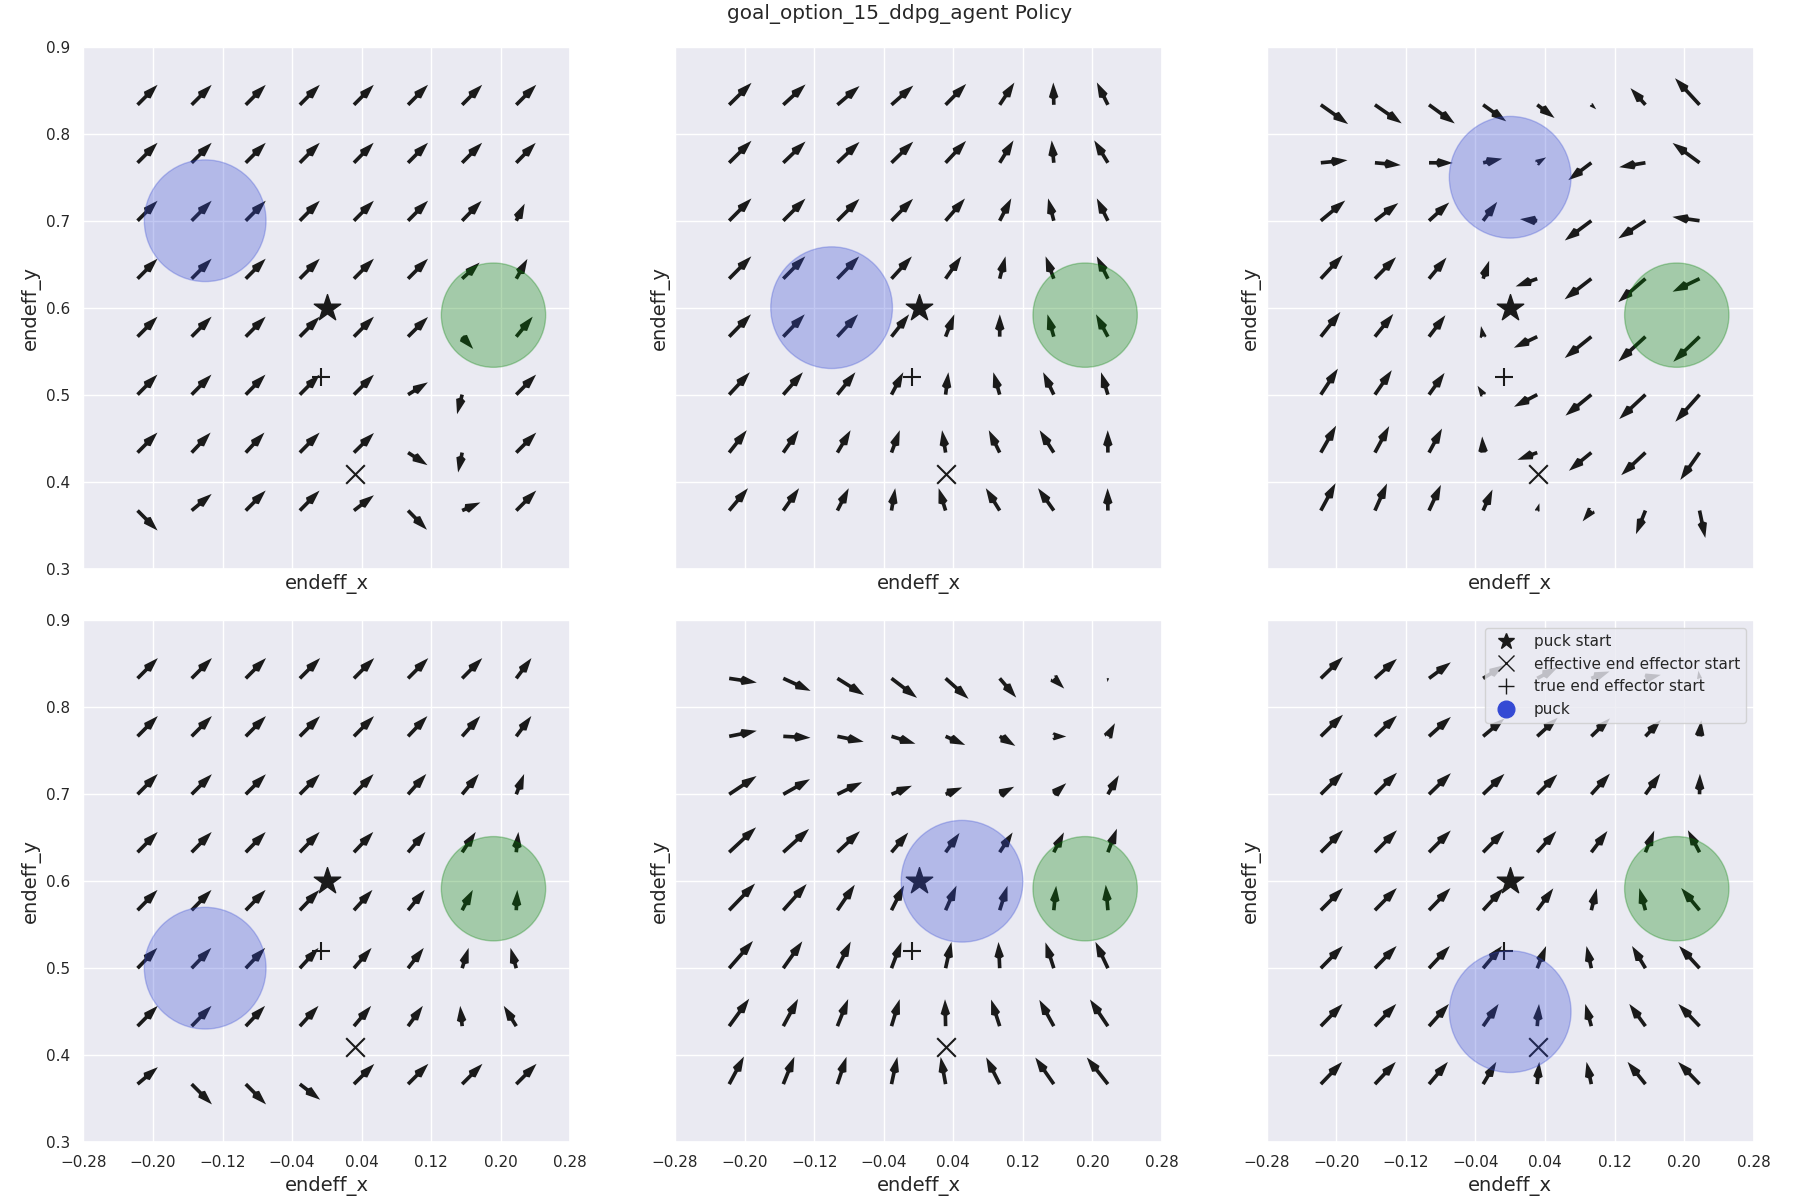 goal_option_15_ddpg_agent Policy
0.9
0.8
0.7
0.6
0.5
0.4
0.3
endeff_y
endeff_x
endeff_y
endeff_x
endeff_y
endeff_x
0.9
0.8
0.7
0.6
0.5
0.4
0.3
endeff_y
−0.28 −0.20 −0.12 −0.04 0.04 0.12 0.20 0.28
endeff_x
endeff_y
−0.28 −0.20 −0.12 −0.04 0.04 0.12 0.20 0.28
endeff_x
puck start
effective end effector start
true end effector start
puck
endeff_y
−0.28 −0.20 −0.12 −0.04 0.04 0.12 0.20 0.28
endeff_x